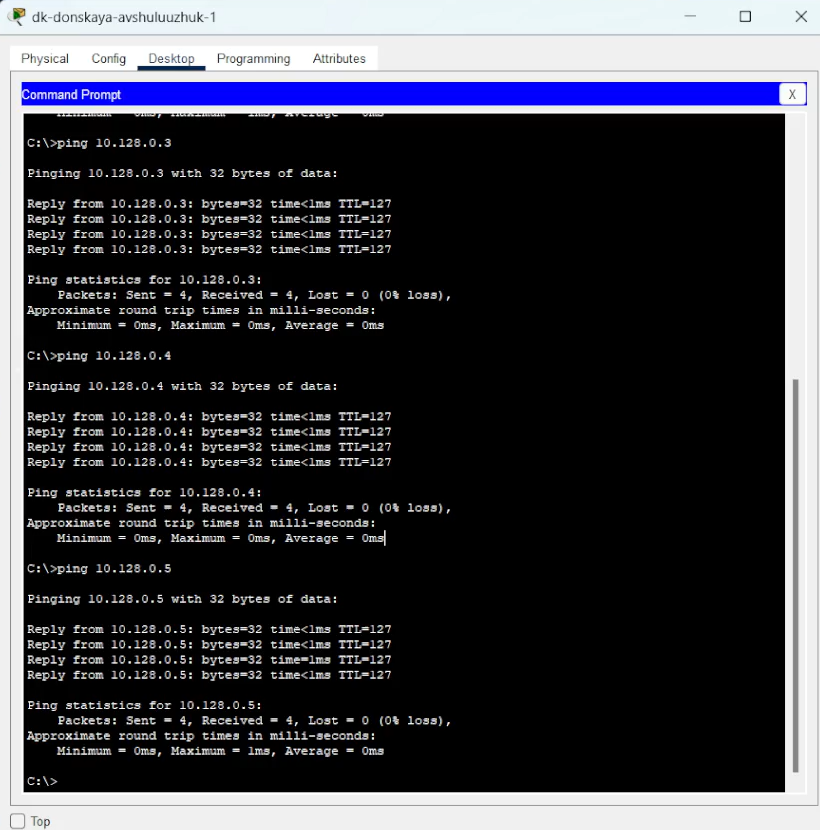 dk-donskaya-avshuluuzhuk-1
Physical Config Desktop Programming Attributes
Command Prompt X
Minimum = 0ms, Maximum = 1ms, Average = 0ms
C:\>ping 10.128.0.3
Pinging 10.128.0.3 with 32 bytes of data:
Reply from 10.128.0.3: bytes=32 time<1ms TTL=127
Reply from 10.128.0.3: bytes=32 time<1ms TTL=127
Reply from 10.128.0.3: bytes=32 time<1ms TTL=127
Reply from 10.128.0.3: bytes=32 time<1ms TTL=127
Ping statistics for 10.128.0.3:
Packets: Sent = 4, Received = 4, Lost = 0 (0% loss),
Approximate round trip times in milli-seconds:
Minimum = 0ms, Maximum = 0ms, Average = 0ms
C:\>ping 10.128.0.4
Pinging 10.128.0.4 with 32 bytes of data:
Reply from 10.128.0.4: bytes=32 time<1ms TTL=127
Reply from 10.128.0.4: bytes=32 time<1ms TTL=127
Reply from 10.128.0.4: bytes=32 time<1ms TTL=127
Reply from 10.128.0.4: bytes=32 time<1ms TTL=127
Ping statistics for 10.128.0.4:
Packets: Sent = 4, Received = 4, Lost = 0 (0% loss),
Approximate round trip times in milli-seconds:
Minimum = 0ms, Maximum = 0ms, Average = 0ms
C:\>ping 10.128.0.5
Pinging 10.128.0.5 with 32 bytes of data:
Reply from 10.128.0.5: bytes=32 time<1ms TTL=127
Reply from 10.128.0.5: bytes=32 time<1ms TTL=127
Reply from 10.128.0.5: bytes=32 time=1ms TTL=127
Reply from 10.128.0.5: bytes=32 time<1ms TTL=127
Ping statistics for 10.128.0.5:
Packets: Sent = 4, Received = 4, Lost = 0 (0% loss),
Approximate round trip times in milli-seconds:
Minimum = 0ms, Maximum = 1ms, Average = 0ms
C:\>
Top